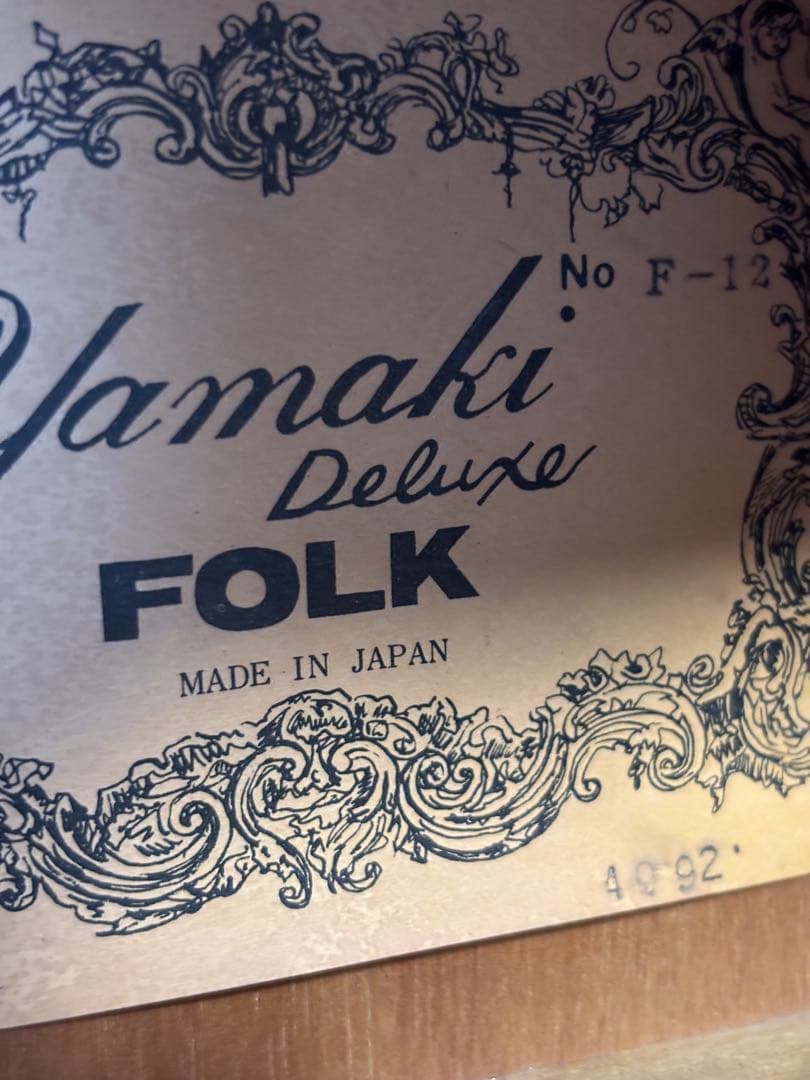 No F-12
Yamaki
Deluxe
FOLK
MADE IN JAPAN
4092